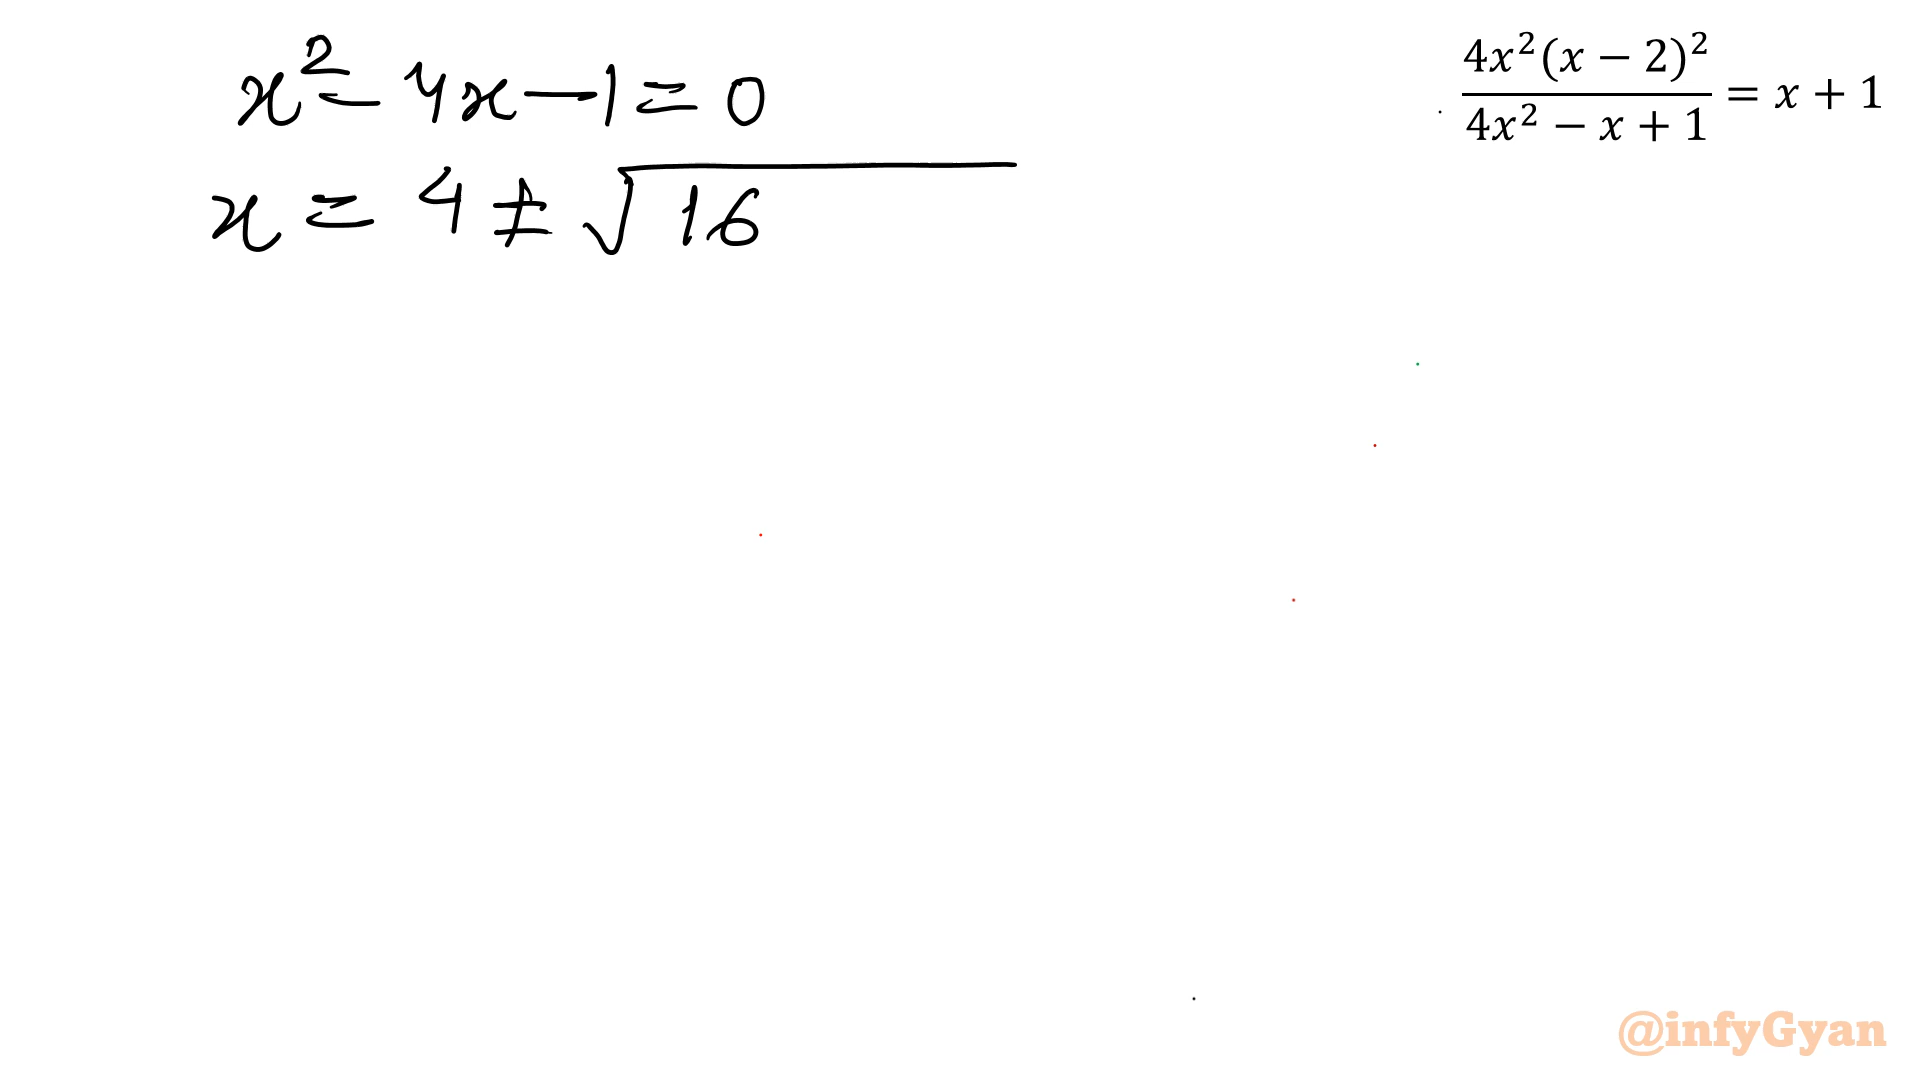 x² - 4x - 1 = 0
x = 4 ± √16
4x²(x − 2)²
/ 4x² − x + 1 = x + 1
@infyGyan